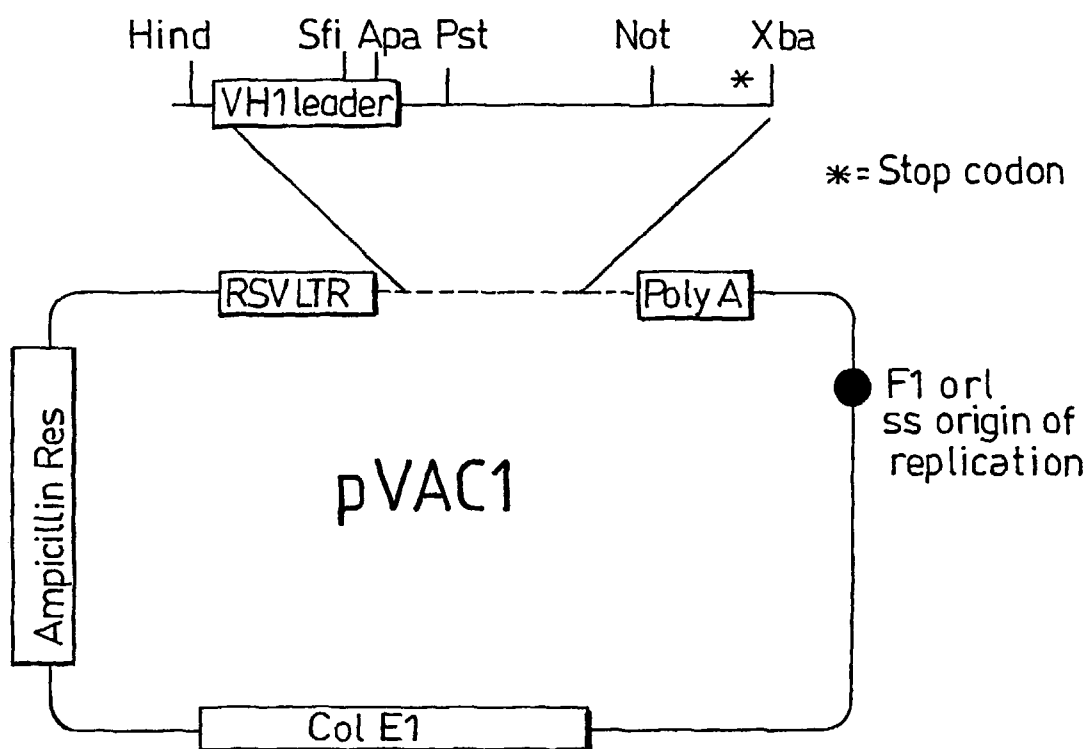 Hind Sfi Apa Pst Not Xba
*
VH1 leader
*= Stop codon
RSV LTR
Poly A
F1 orI
ss origin of
replication
Ampicillin Res
pVAC1
Col E1